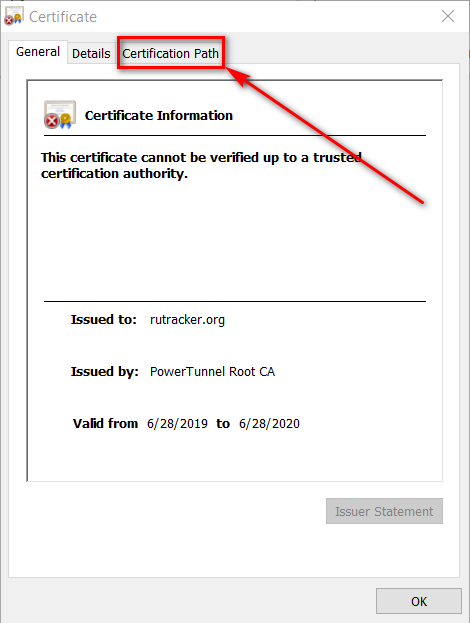 Certificate
General Details Certification Path
Certificate Information
This certificate cannot be verified up to a trusted
certification authority.
Issued to: rutracker.org
Issued by: PowerTunnel Root CA
Valid from 6/28/2019 to 6/28/2020
Issuer Statement
OK